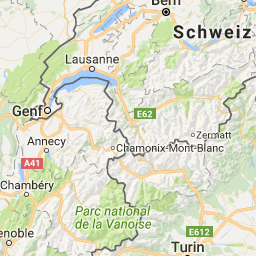 Bern
Schweiz
Lausanne
Genf
E62
Annecy
Zermatt
Chamonix-Mont-Blanc
A41
Chambéry
Parc national
de la Vanoise
enoble
E612
Turin